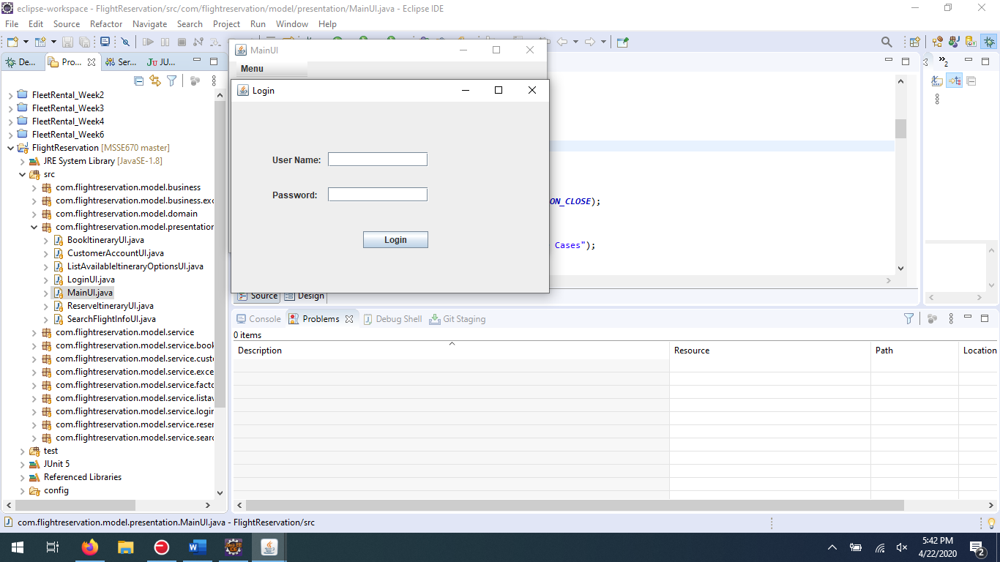 eclipse-workspace - FlightReservation/src/com/flightreservation/model/presentation/MainUI.java - Eclipse IDE
File Edit Source Refactor Navigate Search Project Run Window Help
De... Pro... Ser... JU...
FleetRental_Week2
FleetRental_Week3
FleetRental_Week4
FleetRental_Week6
FlightReservation [MSSE670 master]
JRE System Library [JavaSE-1.8]
src
com.flightreservation.model.business
com.flightreservation.model.business.exc
com.flightreservation.model.domain
com.flightreservation.model.presentation
BookItineraryUI.java
CustomerAccountUI.java
ListAvailableItineraryOptionsUI.java
LoginUI.java
MainUI.java
ReserveItineraryUI.java
SearchFlightInfoUI.java
com.flightreservation.model.service
com.flightreservation.model.service.book
com.flightreservation.model.service.custo
com.flightreservation.model.service.exce
com.flightreservation.model.service.facto
com.flightreservation.model.service.listav
com.flightreservation.model.service.login
com.flightreservation.model.service.reser
com.flightreservation.model.service.searc
test
JUnit 5
Referenced Libraries
config
MainUI
Menu
Login
User Name:
Password:
Login
ON_CLOSE);
Cases");
2
Source Design
Console Problems Debug Shell Git Staging
0 items
Description Resource Path Location
com.flightreservation.model.presentation.MainUI.java - FlightReservation/src
5:42 PM
4/22/2020
2